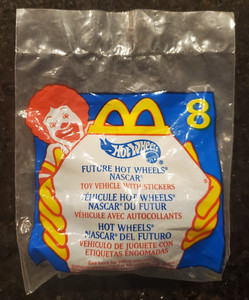 8
HOT WHEELS
FUTURE HOT WHEELS®
NASCAR®
TOY VEHICLE WITH STICKERS
VÉHICULE HOT WHEELS®
NASCAR® DU FUTUR
VÉHICULE AVEC AUTOCOLLANTS
HOT WHEELS®
NASCAR® DEL FUTURO
VEHICULO DE JUGUETE CON
ETIQUETAS ENGOMADAS